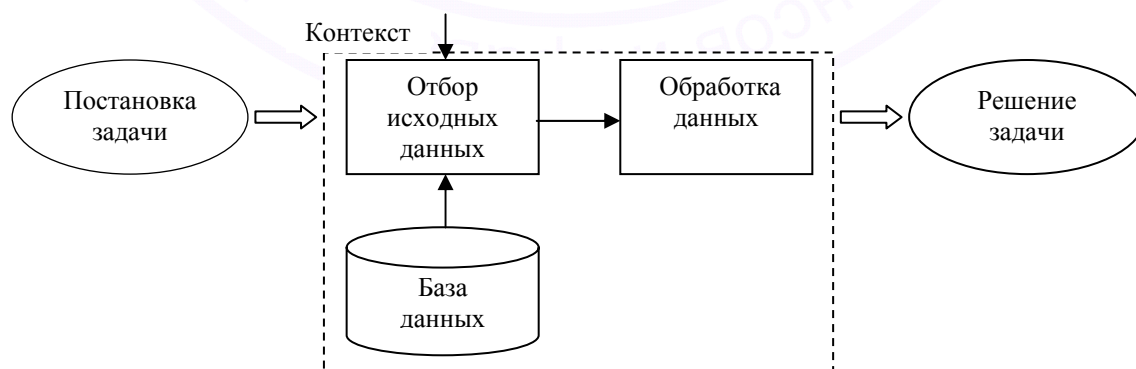 Контекст
Постановка
задачи
Отбор
исходных
данных
Обработка
данных
Решение
задачи
База
данных